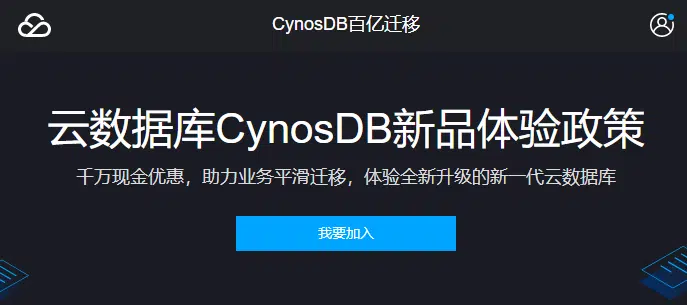 CynosDB百亿迁移
云数据库CynosDB新品体验政策
千万现金优惠，助力业务平滑迁移，体验全新升级的新一代云数据库
我要加入